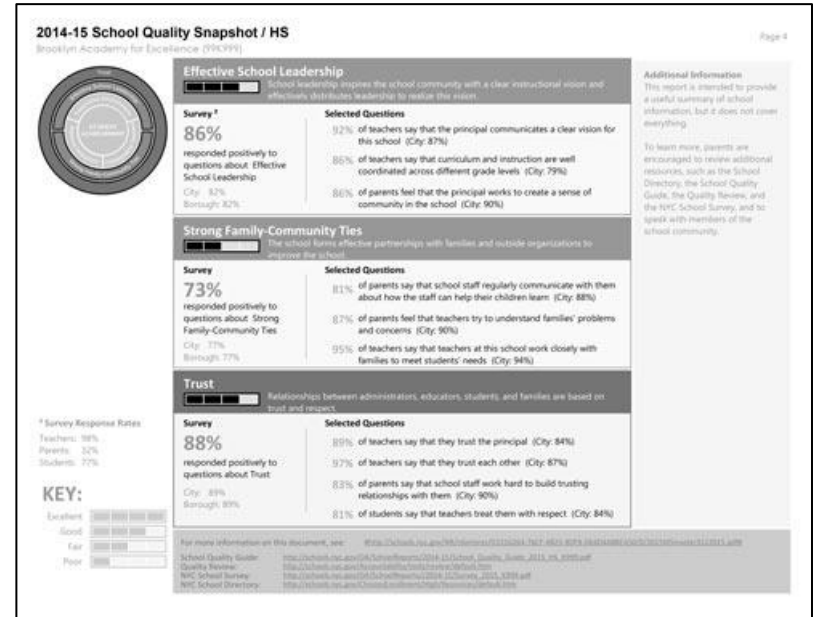 2014-15 School Quality Snapshot / HS
Page 4
Brooklyn Academy for Excellence (99K999)
Trust
Effective School Leadership
School leadership inspires the school community with a clear instructional vision and
effectively distributes leadership to realize this vision.
Survey ²
86%
responded positively to
questions about Effective
School Leadership
City: 82%
Borough: 82%
Selected Questions
92% of teachers say that the principal communicates a clear vision for
this school (City: 87%)
86% of teachers say that curriculum and instruction are well
coordinated across different grade levels (City: 79%)
86% of parents feel that the principal works to create a sense of
community in the school (City: 90%)
Strong Family-Community Ties
The school forms effective partnerships with families and outside organizations to
improve the school.
Survey
73%
responded positively to
questions about Strong
Family-Community Ties
City: 77%
Borough: 77%
Selected Questions
81% of parents say that school staff regularly communicate with them
about how the staff can help their children learn (City: 88%)
87% of parents feel that teachers try to understand families' problems
and concerns (City: 90%)
95% of teachers say that teachers at this school work closely with
families to meet students' needs (City: 94%)
Trust
Relationships between administrators, educators, students, and families are based on
trust and respect.
Survey
88%
responded positively to
questions about Trust
City: 89%
Borough: 89%
Selected Questions
89% of teachers say that they trust the principal (City: 84%)
97% of teachers say that they trust each other (City: 87%)
83% of parents say that school staff work hard to build trusting
relationships with them (City: 90%)
81% of students say that teachers treat them with respect (City: 84%)
Additional Information
This report is intended to provide
a useful summary of school
information, but it does not cover
everything.
To learn more, parents are
encouraged to review additional
resources, such as the School
Directory, the School Quality
Guide, the Quality Review, and
the NYC School Survey, and to
speak with members of the
school community.
² Survey Response Rates
Teachers: 98%
Parents: 32%
Students: 77%
KEY:
Excellent
Good
Fair
Poor
For more information on this document, see:
School Quality Guide:
Quality Review:
NYC School Survey:
NYC School Directory: